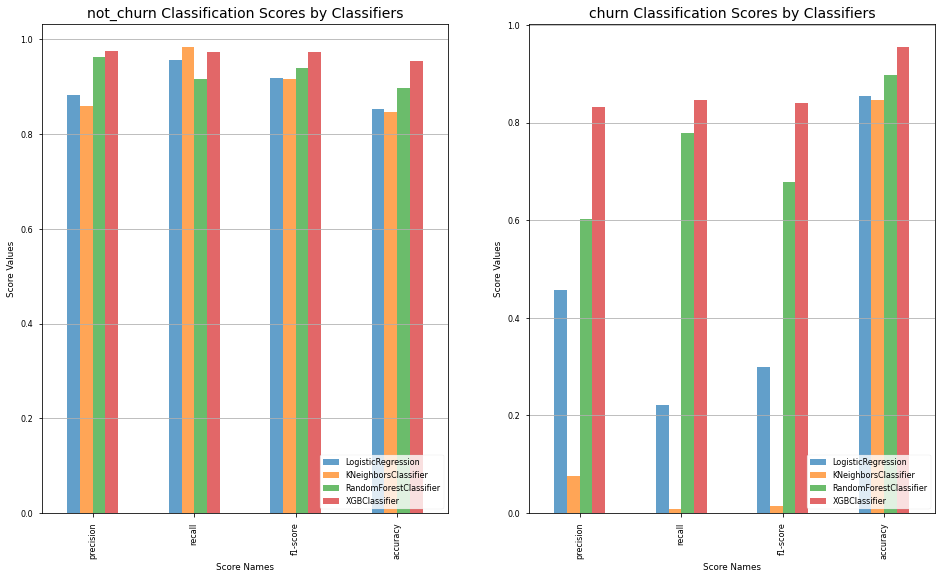 not_churn Classification Scores by Classifiers
1.0
0.8
0.6
0.4
0.2
0.0
Score Values
precision
recall
f1-score
accuracy
Score Names
LogisticRegression
KNeighborsClassifier
RandomForestClassifier
XGBClassifier
churn Classification Scores by Classifiers
1.0
0.8
0.6
0.4
0.2
0.0
Score Values
precision
recall
f1-score
accuracy
Score Names
LogisticRegression
KNeighborsClassifier
RandomForestClassifier
XGBClassifier